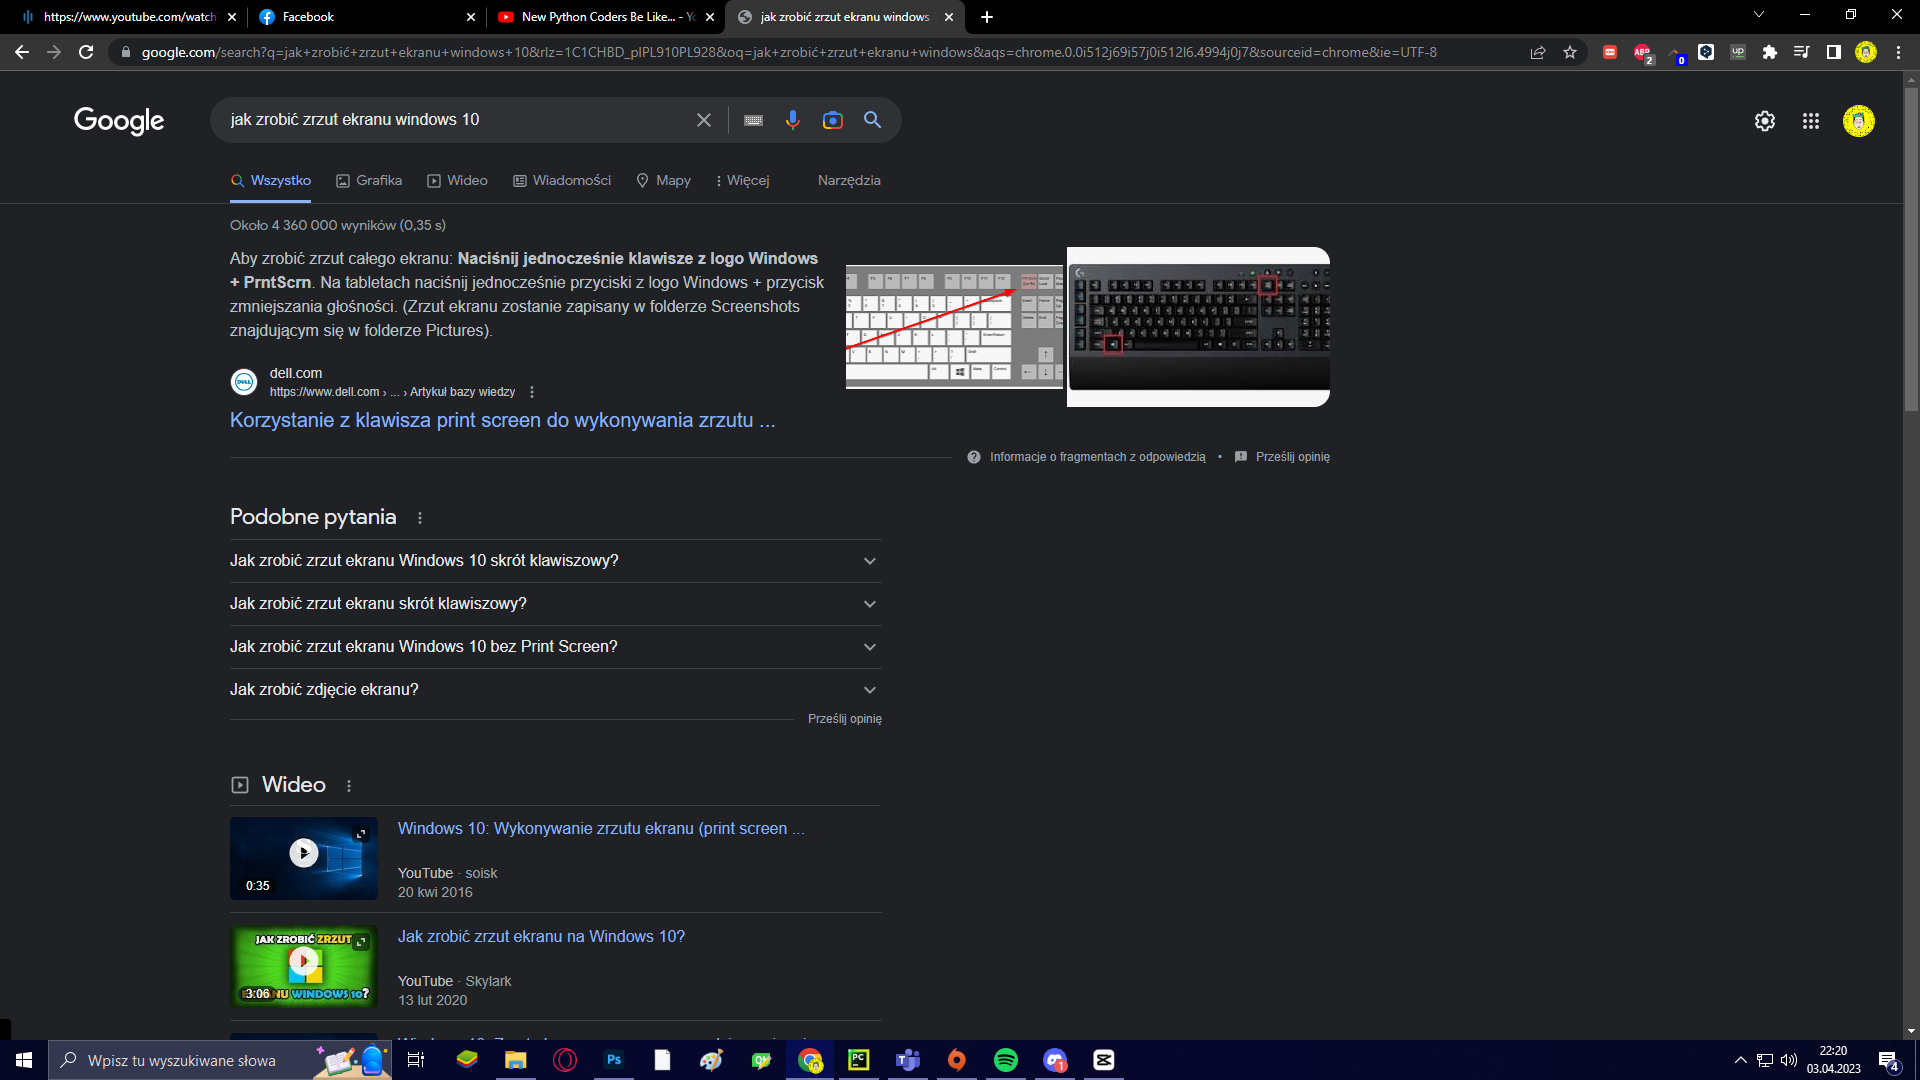 https://www.youtube.com/watch
Facebook
New Python Coders Be Like... - Yo
jak zrobić zrzut ekranu windows
google.com/search?q=jak+zrobić+zrzut+ekranu+windows+10&rlz=1C1CHBD_plPL910PL928&oq=jak+zrobić+zrzut+ekranu+windows&aqs=chrome.0.0i512j69i57j0i512l6.4994j0j7&sourceid=chrome&ie=UTF-8
ABP
2
0
up
Google
jak zrobić zrzut ekranu windows 10
Wszystko
Grafika
Wideo
Wiadomości
Mapy
Więcej
Narzędzia
Około 4 360 000 wyników (0,35 s)
Aby zrobić zrzut całego ekranu: Naciśnij jednocześnie klawisze z logo Windows
+ PrntScrn. Na tabletach naciśnij jednocześnie przyciski z logo Windows + przycisk
zmniejszania głośności. (Zrzut ekranu zostanie zapisany w folderze Screenshots
znajdującym się w folderze Pictures).
DELL
dell.com
https://www.dell.com › ... › Artykuł bazy wiedzy
Korzystanie z klawisza print screen do wykonywania zrzutu ...
Informacje o fragmentach z odpowiedzią • Prześlij opinię
Podobne pytania
Jak zrobić zrzut ekranu Windows 10 skrót klawiszowy?
Jak zrobić zrzut ekranu skrót klawiszowy?
Jak zrobić zrzut ekranu Windows 10 bez Print Screen?
Jak zrobić zdjęcie ekranu?
Prześlij opinię
Wideo
Windows 10: Wykonywanie zrzutu ekranu (print screen ...
0:35
YouTube · soisk
20 kwi 2016
JAK ZROBIĆ ZRZUT
NU WINDOWS 10?
3:06
Jak zrobić zrzut ekranu na Windows 10?
YouTube · Skylark
13 lut 2020
Wpisz tu wyszukiwane słowa
Ps
PC
1
22:20
03.04.2023
4